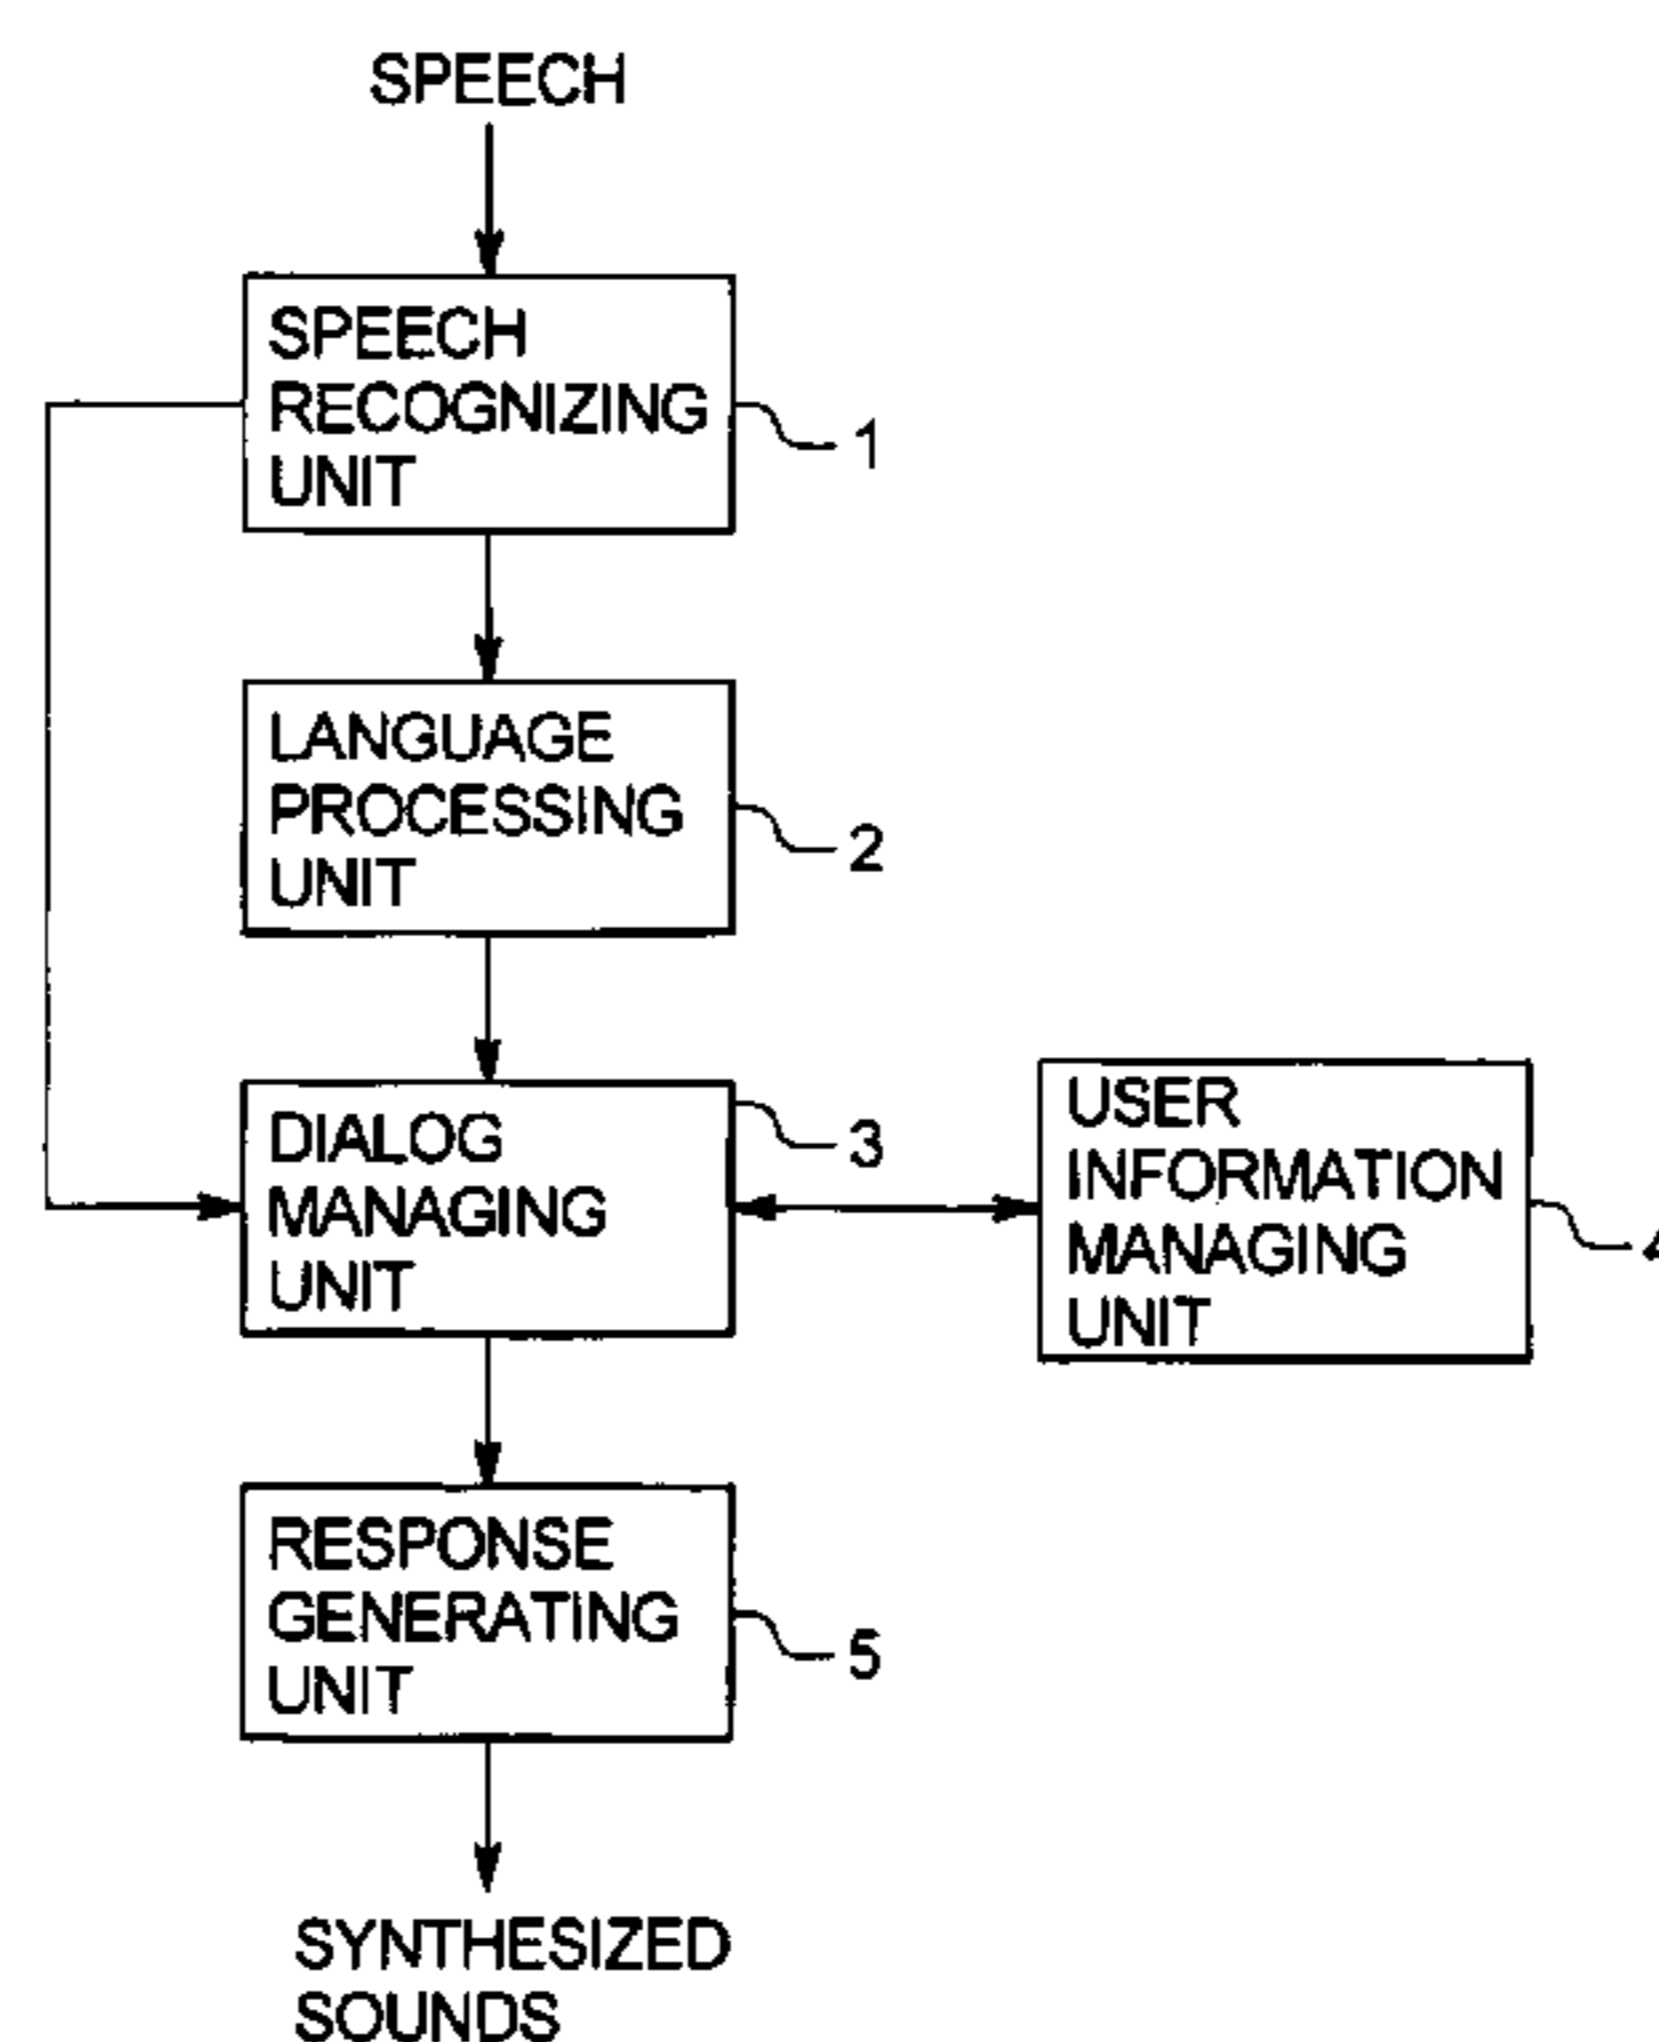 SPEECH
SPEECH
RECOGNIZING
UNIT
1
LANGUAGE
PROCESSING
UNIT
2
DIALOG
MANAGING
UNIT
3
USER
INFORMATION
MANAGING
UNIT
4
RESPONSE
GENERATING
UNIT
5
SYNTHESIZED
SOUNDS